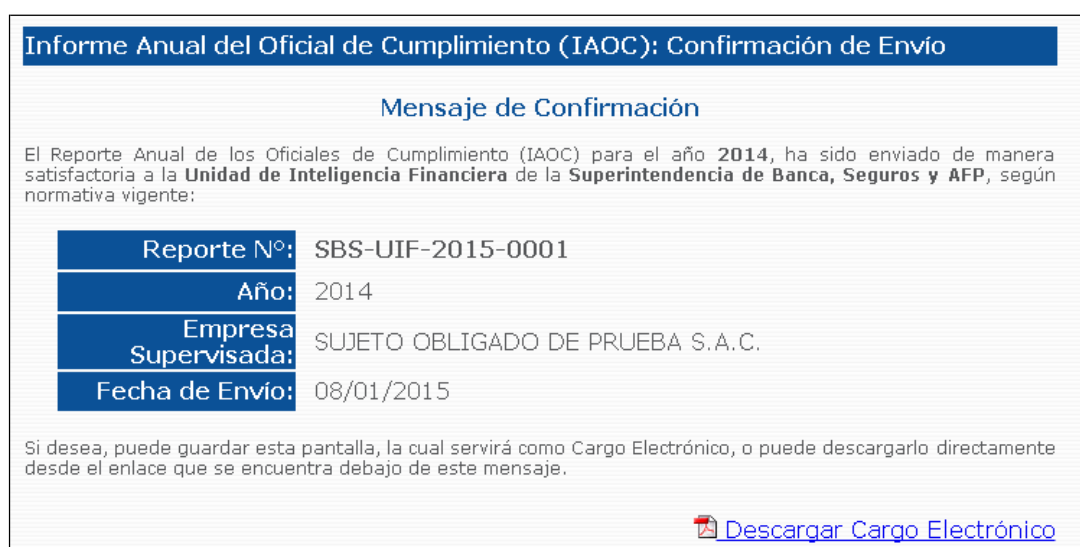 Informe Anual del Oficial de Cumplimiento (IAOC): Confirmación de Envío
Mensaje de Confirmación
El Reporte Anual de los Oficiales de Cumplimiento (IAOC) para el año 2014, ha sido enviado de manera
satisfactoria a la Unidad de Inteligencia Financiera de la Superintendencia de Banca, Seguros y AFP, según
normativa vigente:
Reporte Nº: SBS-UIF-2015-0001
Año: 2014
Empresa
Supervisada: SUJETO OBLIGADO DE PRUEBA S.A.C.
Fecha de Envío: 08/01/2015
Si desea, puede guardar esta pantalla, la cual servirá como Cargo Electrónico, o puede descargarlo directamente
desde el enlace que se encuentra debajo de este mensaje.
Descargar Cargo Electrónico